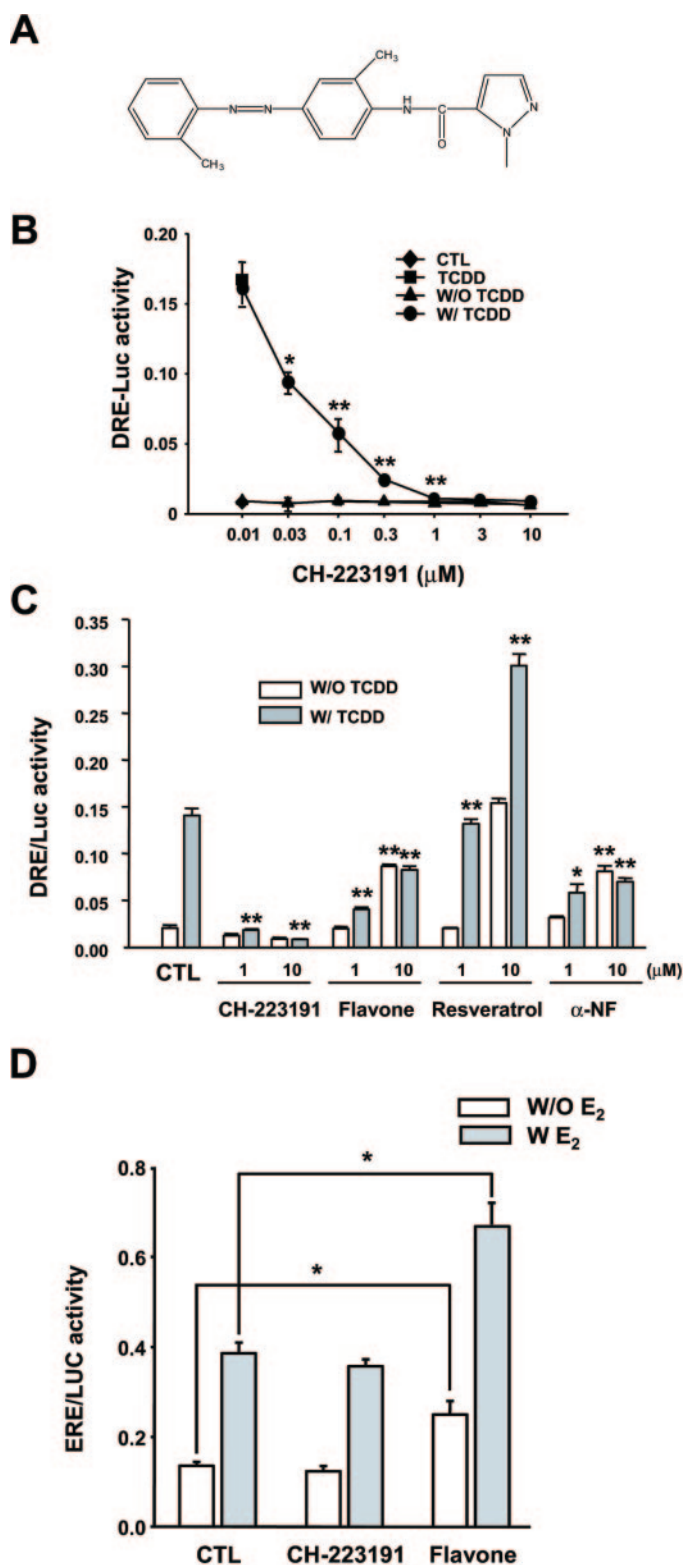 A
CH₃
N N
H
N
C
O
N
N
CH₃
B
0.20
0.15
0.10
0.05
0
DRE-Luc activity
CTL
TCDD
W/O TCDD
W/ TCDD
*
**
**
**
0.01 0.03 0.1 0.3 1 3 10
CH-223191 (μM)
C
0.35
0.30
0.25
0.20
0.15
0.10
0.05
0.00
DRE/Luc activity
W/O TCDD
W/ TCDD
** ** ** ** ** ** ** * ** **
CTL 1 10 1 10 1 10 1 10 (μM)
CH-223191 Flavone Resveratrol α-NF
D
W/O E₂
W E₂
0.8
0.6
0.4
0.2
0.0
ERE/LUC activity
*
*
CTL CH-223191 Flavone